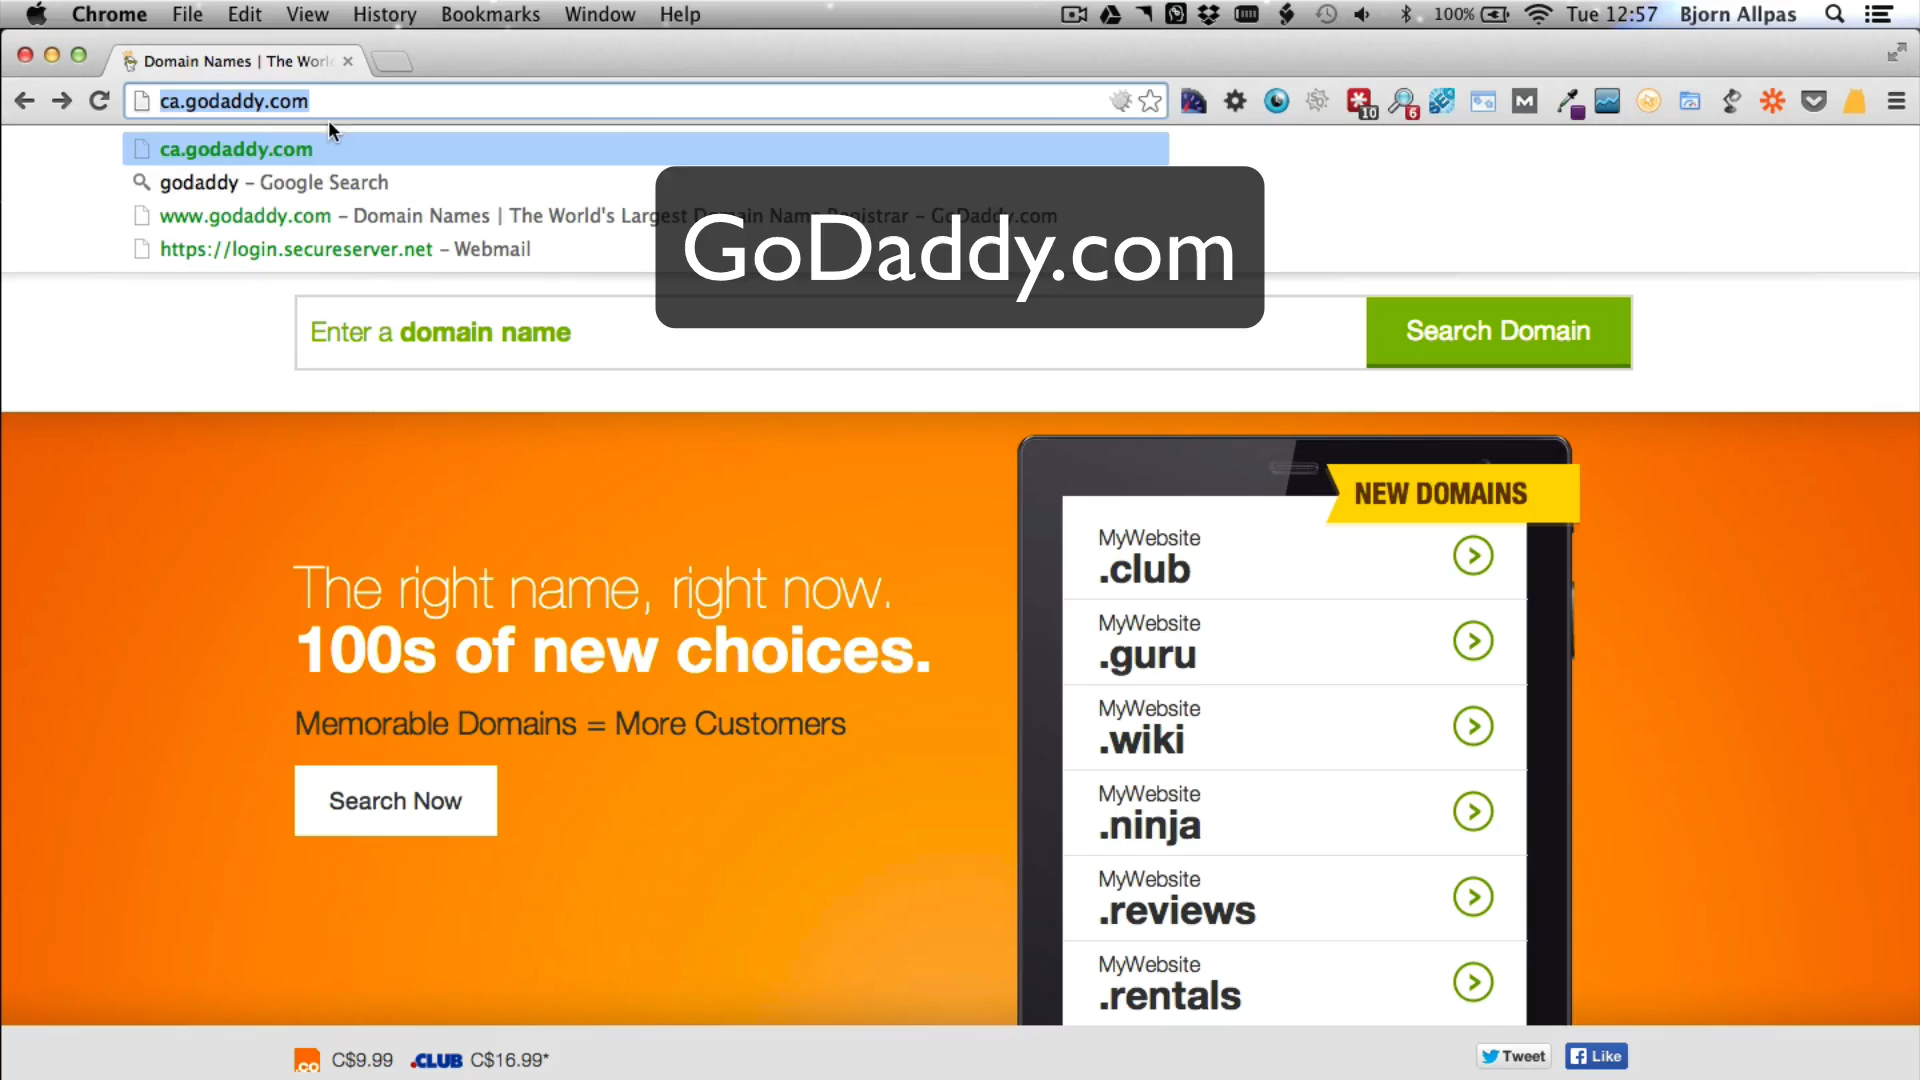 Chrome File Edit View History Bookmarks Window Help 100% Tue 12:57 Bjorn Allpas
Domain Names | The Worl
ca.godaddy.com
10 6 M
ca.godaddy.com
godaddy – Google Search
www.godaddy.com – Domain Names | The World's Largest Domain Name Registrar – GoDaddy.com
https://login.secureserver.net – Webmail
GoDaddy.com
Enter a domain name
Search Domain
NEW DOMAINS
The right name, right now.
100s of new choices.
Memorable Domains = More Customers
Search Now
MyWebsite
.club
MyWebsite
.guru
MyWebsite
.wiki
MyWebsite
.ninja
MyWebsite
.reviews
MyWebsite
.rentals
.co C$9.99 .CLUB C$16.99*
Tweet Like